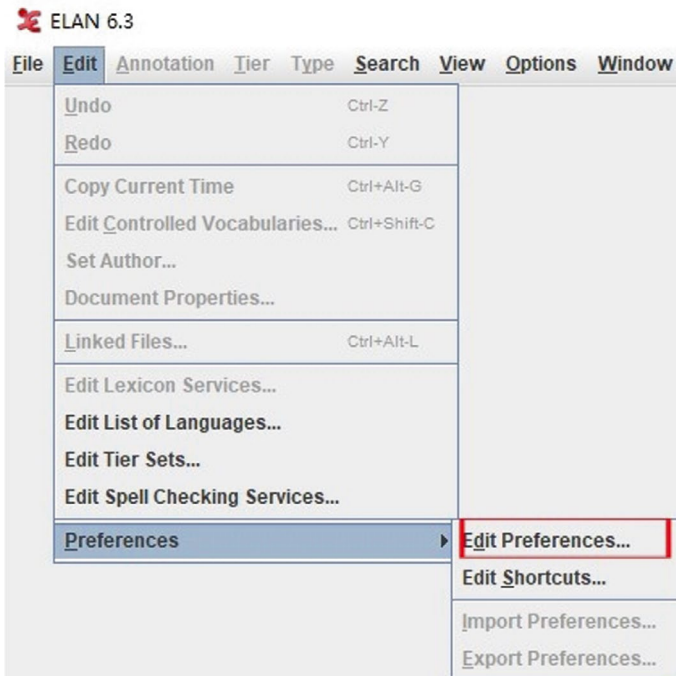 ELAN 6.3
File Edit Annotation Tier Type Search View Options Window
Undo Ctrl-Z
Redo Ctrl-Y
Copy Current Time Ctrl+Alt-G
Edit Controlled Vocabularies... Ctrl+Shift-C
Set Author...
Document Properties...
Linked Files... Ctrl+Alt-L
Edit Lexicon Services...
Edit List of Languages...
Edit Tier Sets...
Edit Spell Checking Services...
Preferences
Edit Preferences...
Edit Shortcuts...
Import Preferences...
Export Preferences...